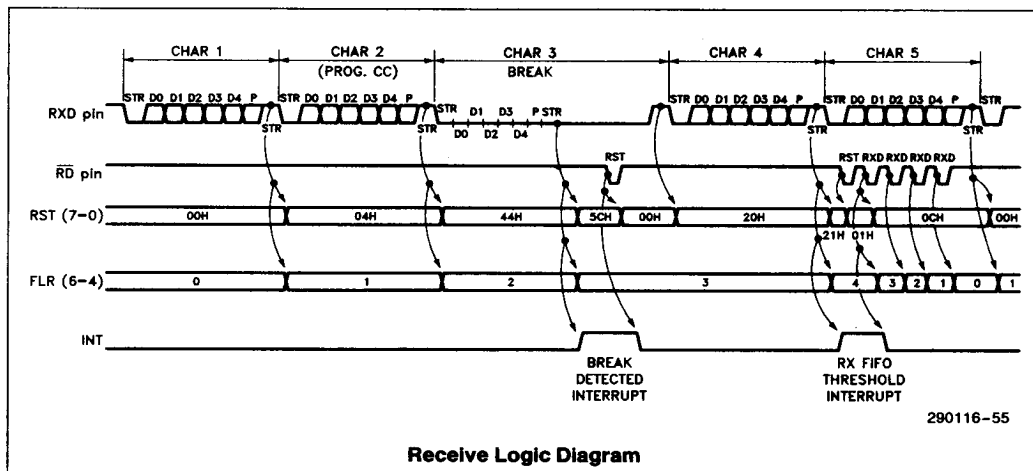 CHAR 1 CHAR 2 CHAR 3 CHAR 4 CHAR 5
(PROG. CC) BREAK
RXD pin STR D0 D1 D2 D3 D4 P STR D0 D1 D2 D3 D4 P STR D1 D3 P STR STR D0 D1 D2 D3 D4 P STR D0 D1 D2 D3 D4 P STR
STR STR D0 D2 D4 STR STR
RD pin RST RST RXD RXD RXD RXD
RST (7-0) 00H 04H 44H 5CH 00H 20H 0CH 00H
21H 01H
FLR (6-4) 0 1 2 3 4 3 2 1 0 1
INT
BREAK DETECTED INTERRUPT
RX FIFO THRESHOLD INTERRUPT
290116-55
Receive Logic Diagram